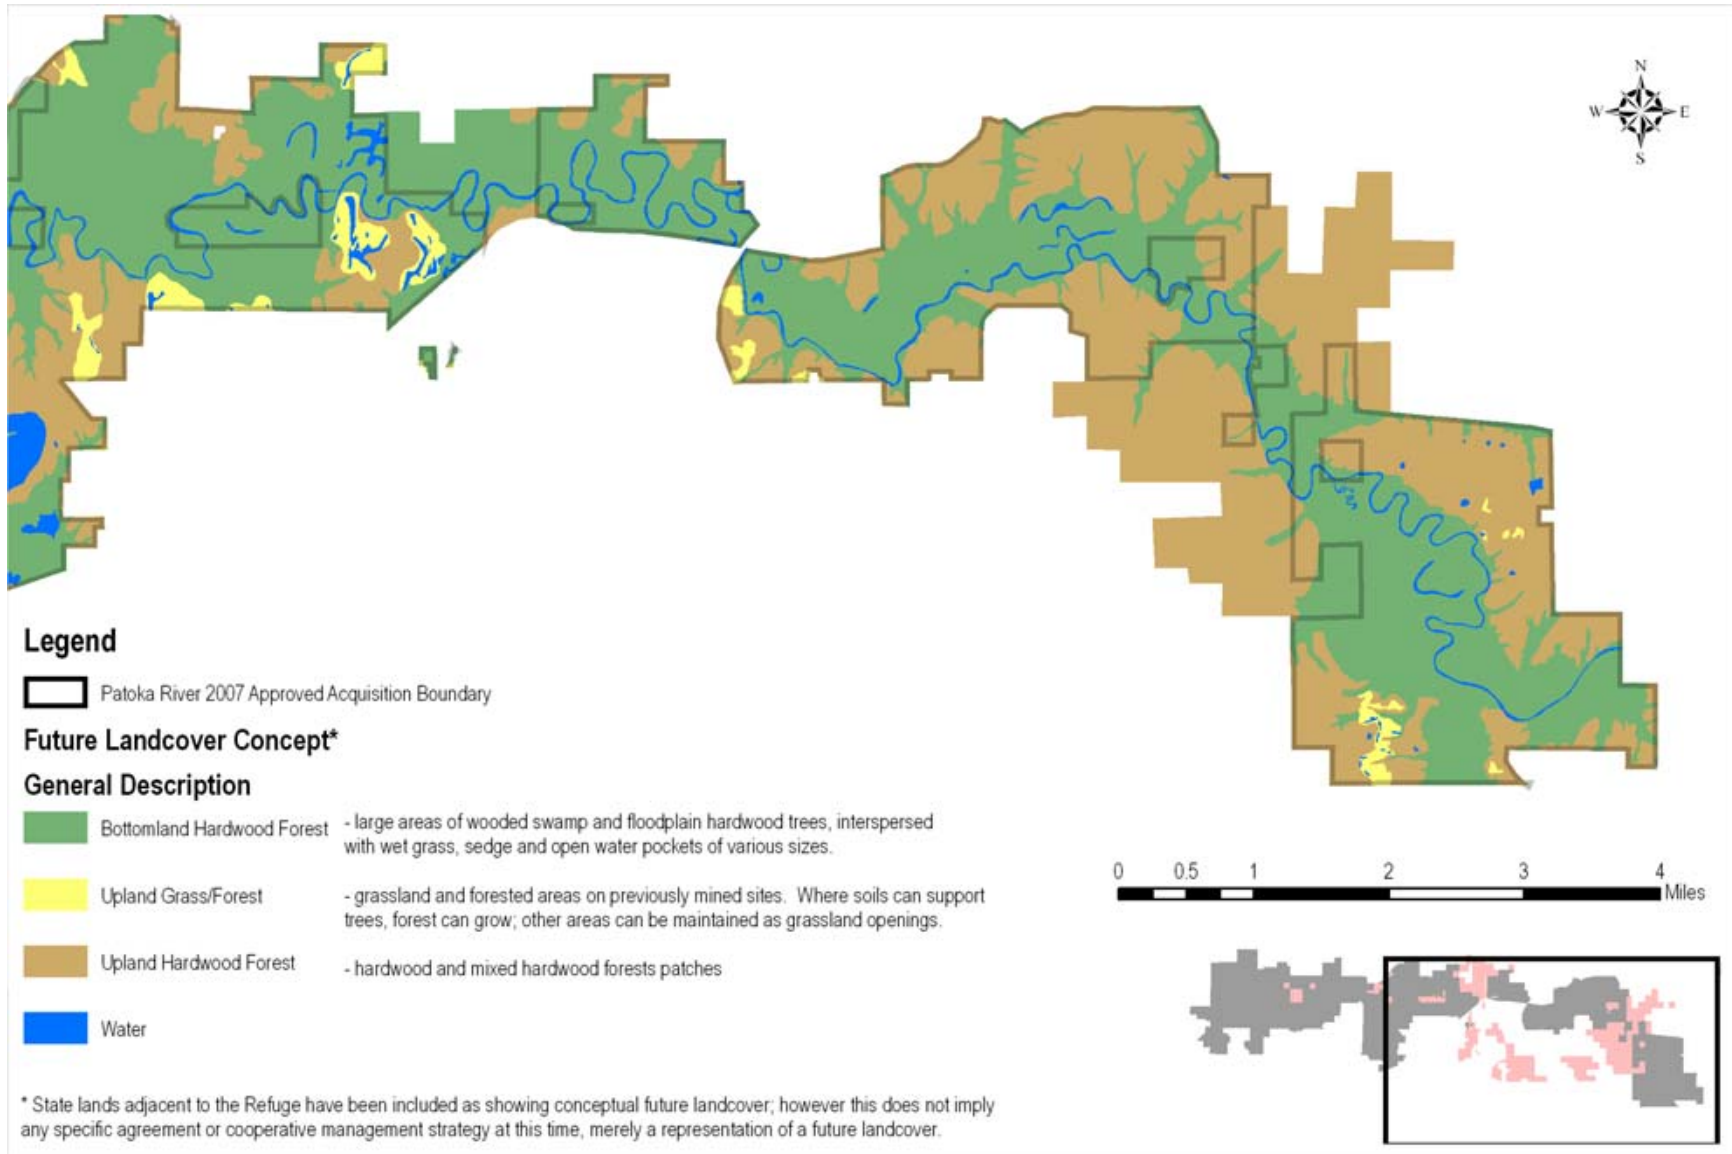 N
W E
S
Legend
Patoka River 2007 Approved Acquisition Boundary
Future Landcover Concept*
General Description
Bottomland Hardwood Forest - large areas of wooded swamp and floodplain hardwood trees, interspersed
with wet grass, sedge and open water pockets of various sizes.
Upland Grass/Forest - grassland and forested areas on previously mined sites. Where soils can support
trees, forest can grow; other areas can be maintained as grassland openings.
Upland Hardwood Forest - hardwood and mixed hardwood forests patches
Water
0 0.5 1 2 3 4
Miles
* State lands adjacent to the Refuge have been included as showing conceptual future landcover; however this does not imply
any specific agreement or cooperative management strategy at this time, merely a representation of a future landcover.